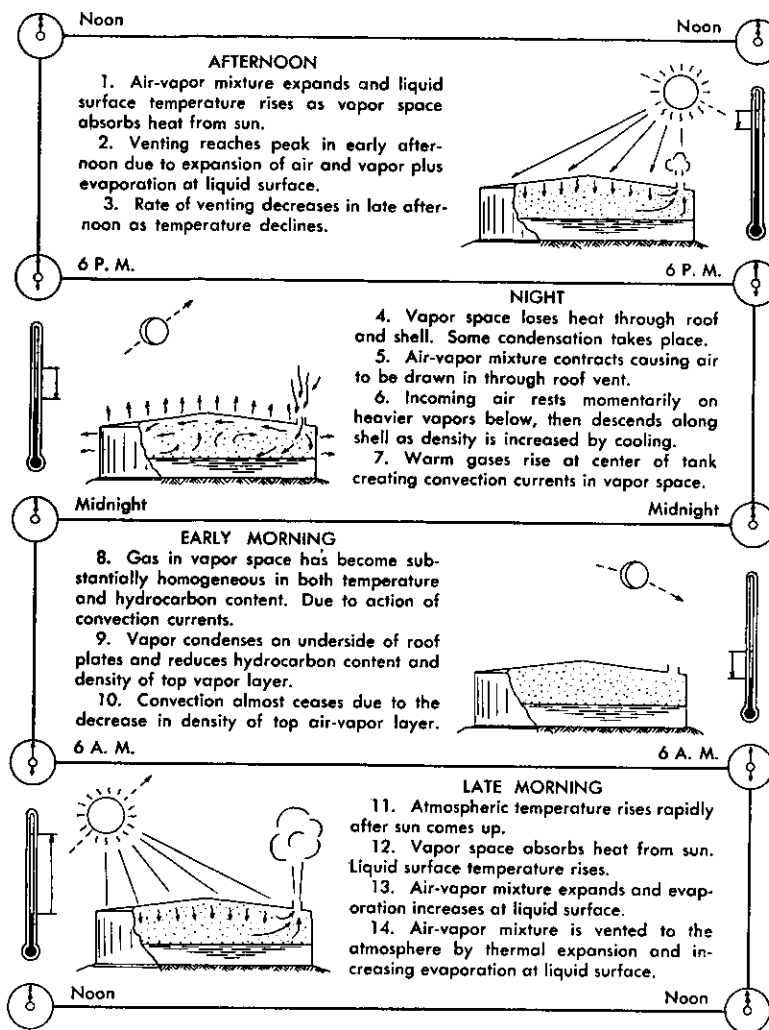 Noon Noon
AFTERNOON
1. Air-vapor mixture expands and liquid
surface temperature rises as vapor space
absorbs heat from sun.
2. Venting reaches peak in early after-
noon due to expansion of air and vapor plus
evaporation at liquid surface.
3. Rate of venting decreases in late after-
noon as temperature declines.
6 P. M. 6 P. M.
NIGHT
4. Vapor space loses heat through roof
and shell. Some condensation takes place.
5. Air-vapor mixture contracts causing air
to be drawn in through roof vent.
6. Incoming air rests momentarily on
heavier vapors below, then descends along
shell as density is increased by cooling.
7. Warm gases rise at center of tank
creating convection currents in vapor space.
Midnight Midnight
EARLY MORNING
8. Gas in vapor space has become sub-
stantially homogeneous in both temperature
and hydrocarbon content. Due to action of
convection currents.
9. Vapor condenses on underside of roof
plates and reduces hydrocarbon content and
density of top vapor layer.
10. Convection almost ceases due to the
decrease in density of top air-vapor layer.
6 A. M. 6 A. M.
LATE MORNING
11. Atmospheric temperature rises rapidly
after sun comes up.
12. Vapor space absorbs heat from sun.
Liquid surface temperature rises.
13. Air-vapor mixture expands and evap-
oration increases at liquid surface.
14. Air-vapor mixture is vented to the
atmosphere by thermal expansion and in-
creasing evaporation at liquid surface.
Noon Noon